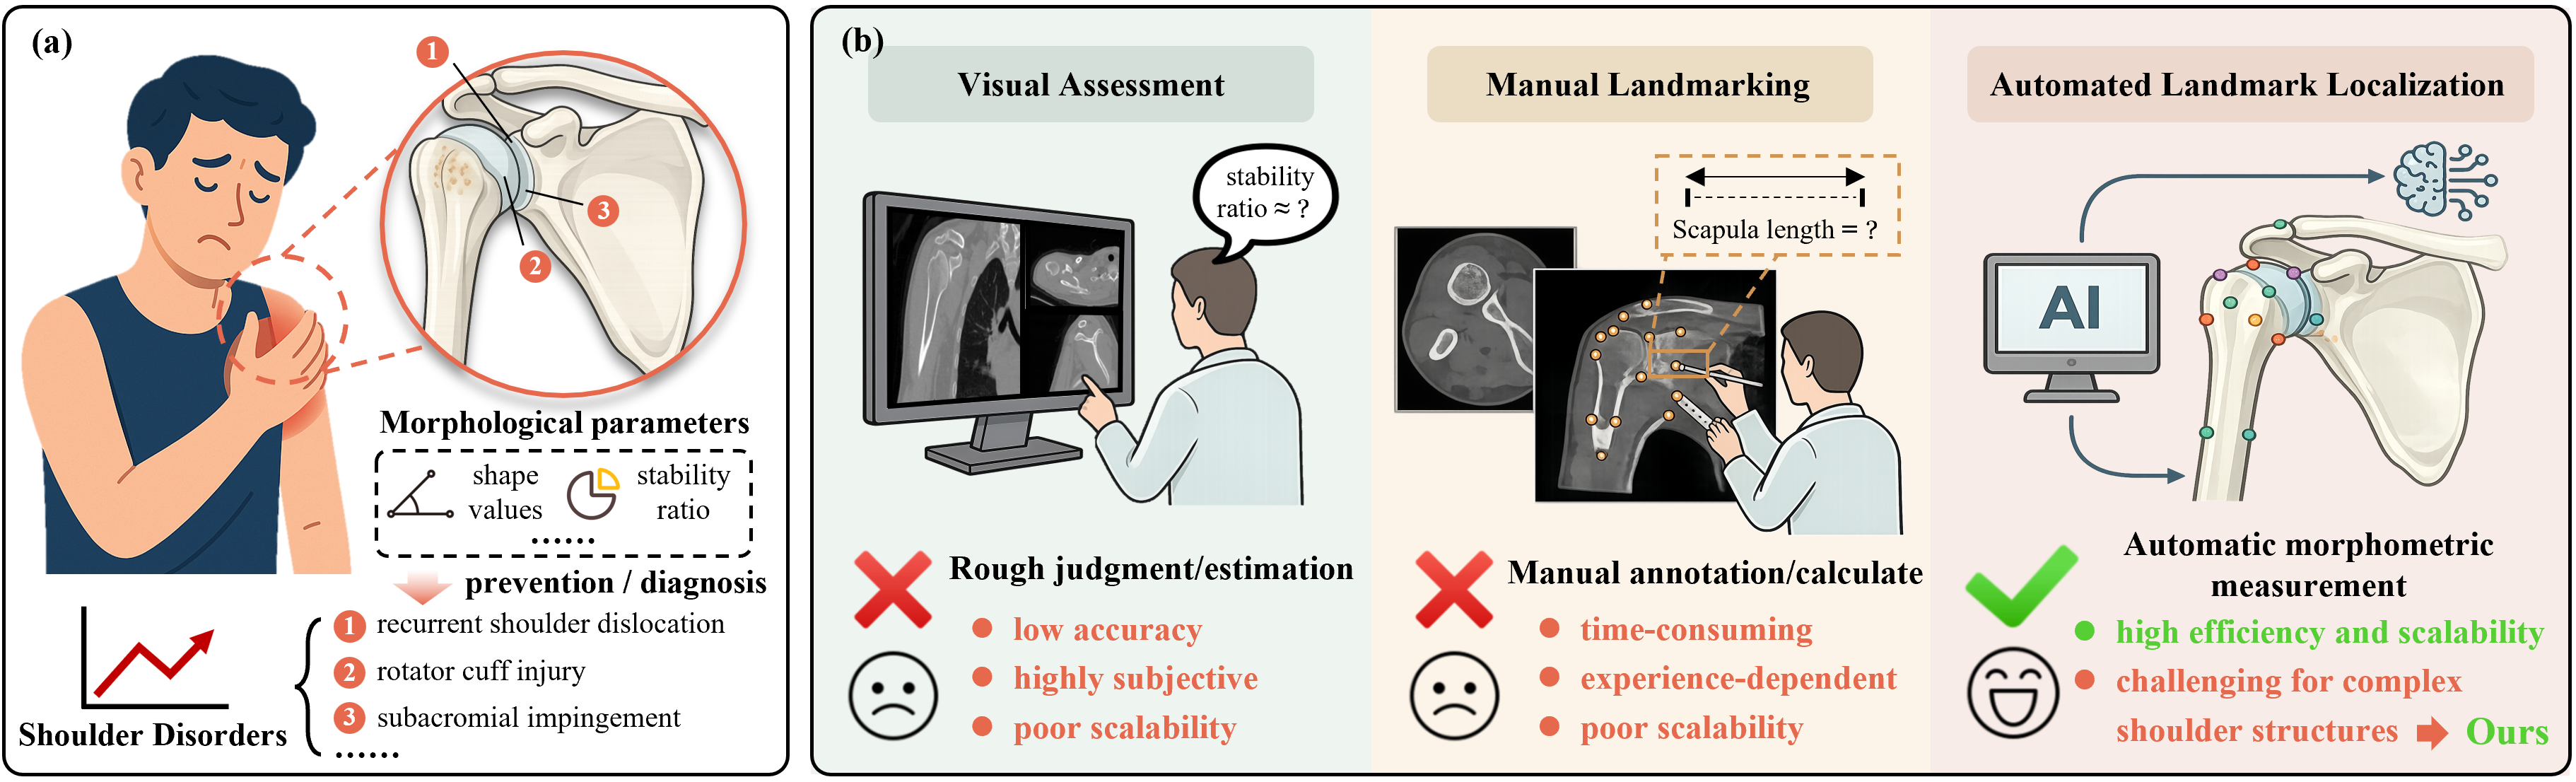 (a)
1
3
2
Morphological parameters
shape
values
stability
ratio
......
prevention / diagnosis
1 recurrent shoulder dislocation
2 rotator cuff injury
3 subacromial impingement
......
Shoulder Disorders
(b)
Visual Assessment
stability
ratio ≈ ?
Rough judgment/estimation
low accuracy
highly subjective
poor scalability
Manual Landmarking
Scapula length = ?
Manual annotation/calculate
time-consuming
experience-dependent
poor scalability
Automated Landmark Localization
AI
Automatic morphometric
measurement
high efficiency and scalability
challenging for complex
shoulder structures
Ours